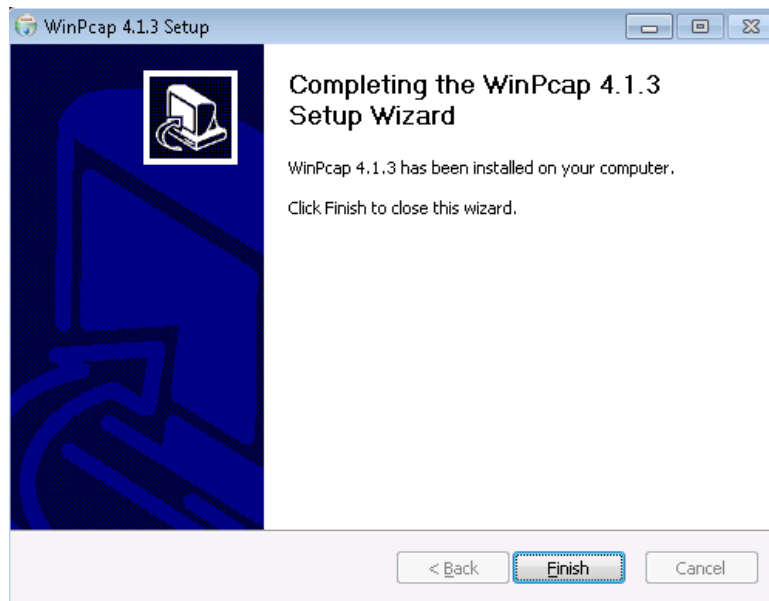 WinPcap 4.1.3 Setup
Completing the WinPcap 4.1.3
Setup Wizard
WinPcap 4.1.3 has been installed on your computer.
Click Finish to close this wizard.
< Back
Finish
Cancel